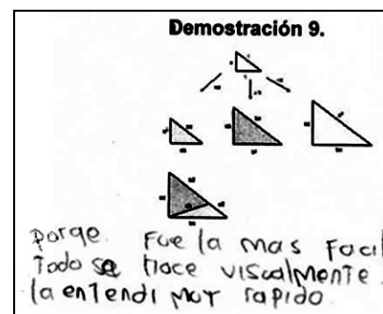 Demostración 9.
Porqe fue la mas facil
Todo se hace visualmente
la entendi muy rapido